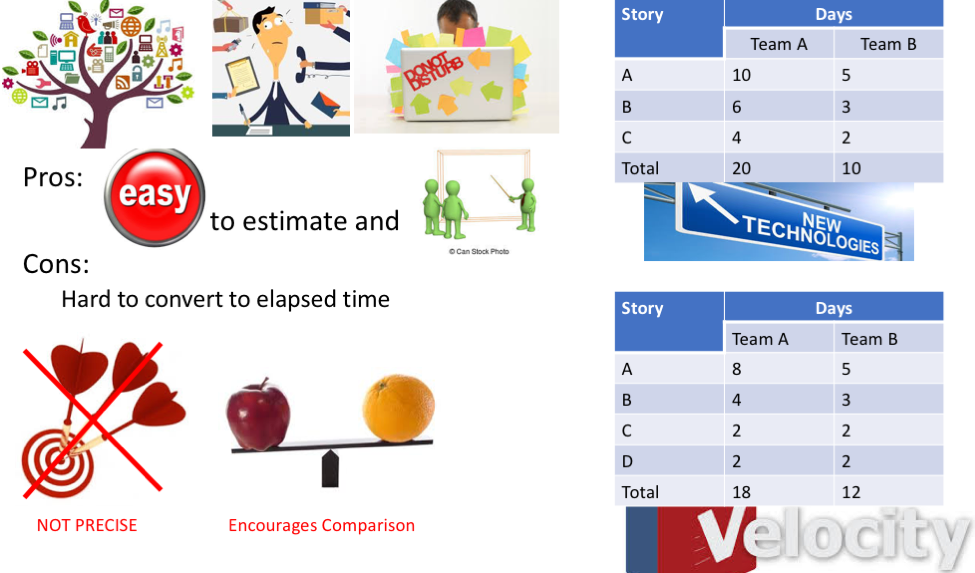 DO NOT
DISTURB
Pros:
easy
to estimate and
© Can Stock Photo
Cons:
Hard to convert to elapsed time
NOT PRECISE
Encourages Comparison
Story Days
Team A Team B
A 10 5
B 6 3
C 4 2
Total 20 10
NEW
TECHNOLOGIES
Story Days
Team A Team B
A 8 5
B 4 3
C 2 2
D 2 2
Total 18 12
Velocity